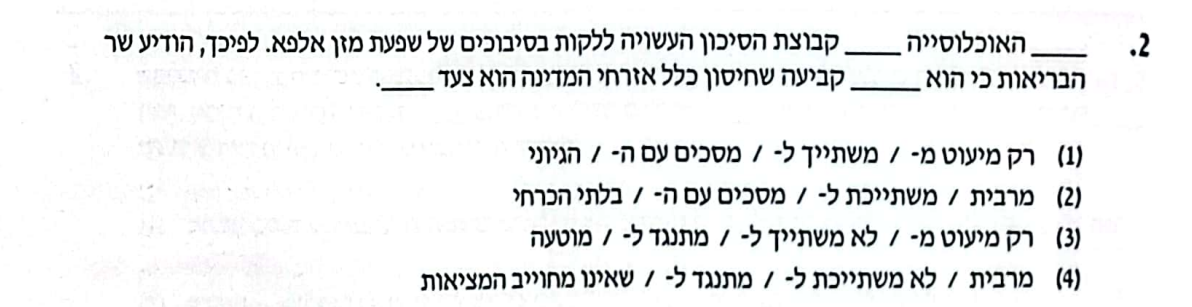 2. ____ האוכלוסייה ____ קבוצת הסיכון העשויה ללקות בסיבוכים של שפעת מזן אלפא. לפיכך, הודיע שר
הבריאות כי הוא ____ קביעה שחיסון כלל אזרחי המדינה הוא צעד ____.
(1) רק מיעוט מ- / משתייך ל- / מסכים עם ה- / הגיוני
(2) מרבית / משתייכת ל- / מסכים עם ה- / בלתי הכרחי
(3) רק מיעוט מ- / לא משתייך ל- / מתנגד ל- / מוטעה
(4) מרבית / לא משתייכת ל- / מתנגד ל- / שאינו מחוייב המציאות